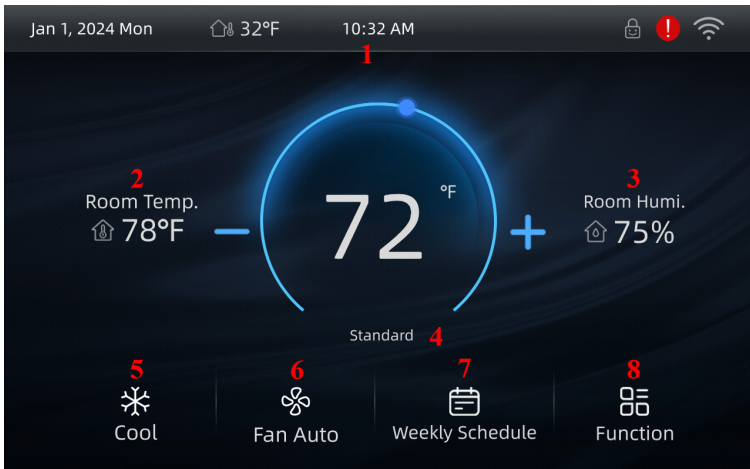 Jan 1, 2024 Mon 32°F 10:32 AM !
1
2 3
Room Temp. Room Humi.
78°F 72 °F 75%
Standard 4
5 6 7 8
Cool Fan Auto Weekly Schedule Function